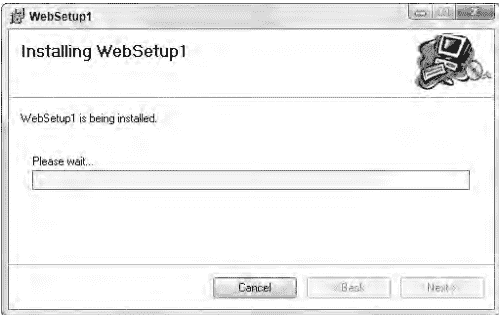 WebSetup1
Installing WebSetup1
WebSetup1 is being installed.
Please wait...
Cancel
< Back
Next >